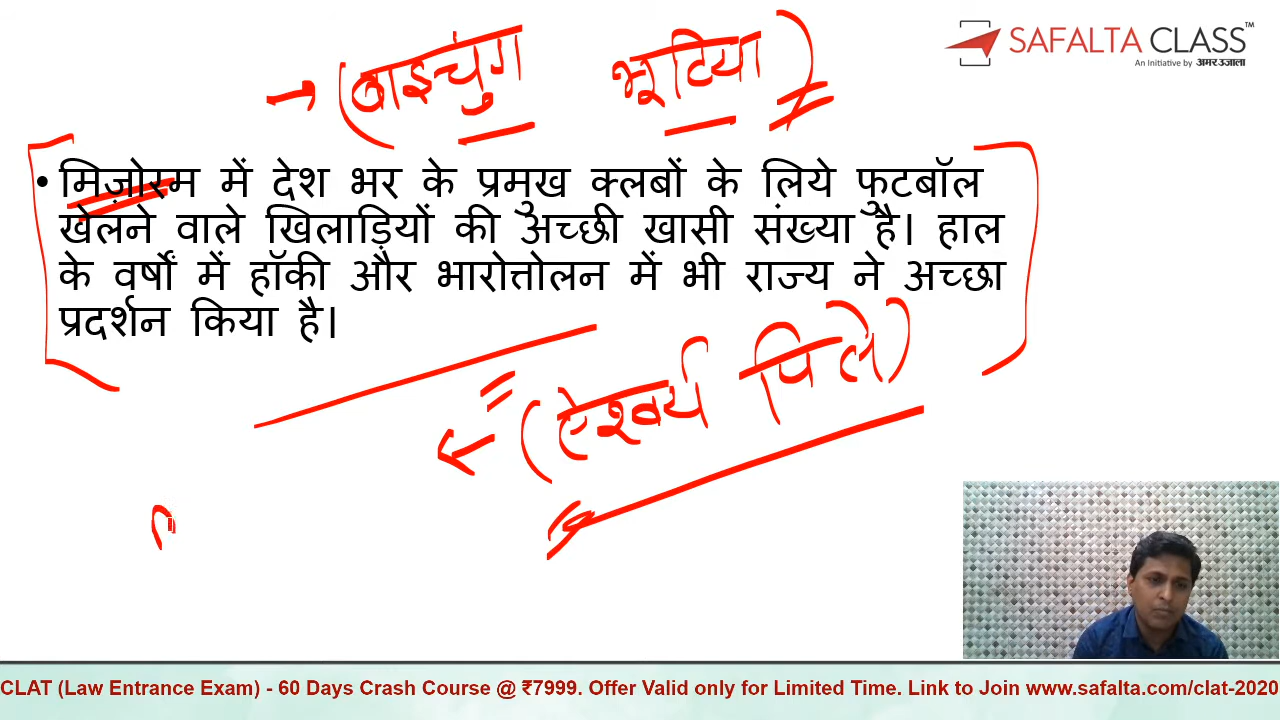 SAFALTA CLASS™
An Initiative by अमर उजाला
→ (बाइचुंग भूटिया)
• मिज़ोरम में देश भर के प्रमुख क्लबों के लिये फुटबॉल
खेलने वाले खिलाड़ियों की अच्छी खासी संख्या है। हाल
के वर्षों में हॉकी और भारोत्तोलन में भी राज्य ने अच्छा
प्रदर्शन किया है।
(ऐश्वर्य पिले)
CLAT (Law Entrance Exam) - 60 Days Crash Course @ ₹7999. Offer Valid only for Limited Time. Link to Join www.safalta.com/clat-2020